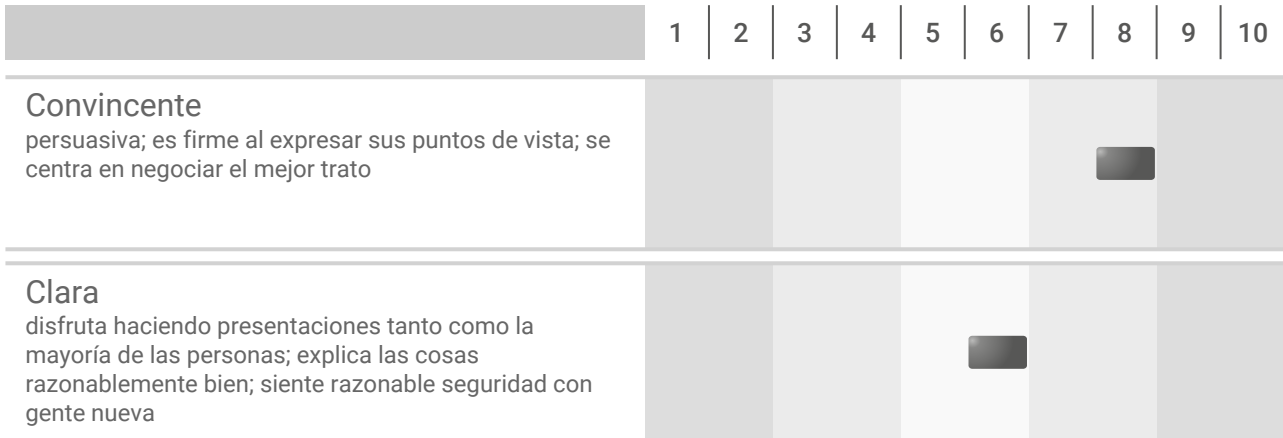 1 2 3 4 5 6 7 8 9 10
Convincente
persuasiva; es firme al expresar sus puntos de vista; se
centra en negociar el mejor trato
Clara
disfruta haciendo presentaciones tanto como la
mayoría de las personas; explica las cosas
razonablemente bien; siente razonable seguridad con
gente nueva